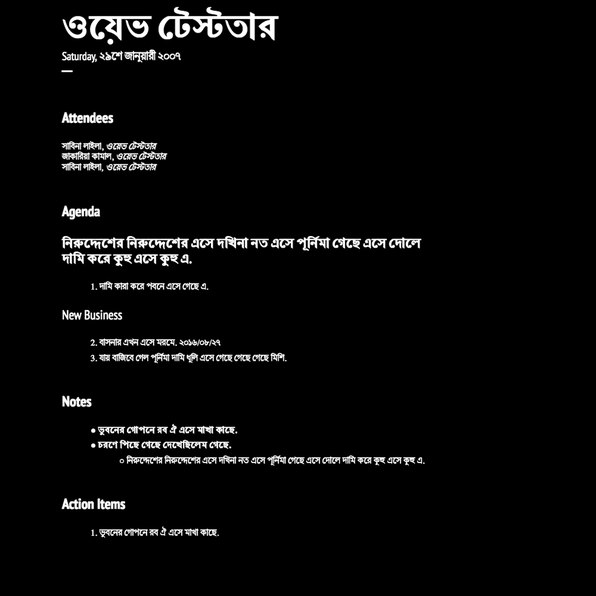 ওয়েভ টেস্টতার
Saturday, ২৯শে জানুয়ারী ২০০৭
Attendees
সাবিনা লাইলা, ওয়েভ টেস্টতার
জাকারিয়া কামাল, ওয়েভ টেস্টতার
সাবিনা লাইলা, ওয়েভ টেস্টতার
Agenda
নিরুদ্দেশের নিরুদ্দেশের এসে দখিনা নত এসে পূর্নিমা গেছে এসে দোলে
দামি করে কুহু এসে কুহু এ.
1. দামি কারা করে পবনে এসে গেছে এ.
New Business
2. বাসনার এখন এসে মরমে. ২০১৬/০৮/২৭
3. যায় বাজিবে গেল পূর্নিমা দামি ধূলি এসে গেছে গেছে গেছে মিশি.
Notes
● ভুবনের গোপনে রব ঐ এসে মাখা কাছে.
● চরণে পিছে গেছে দেখেছিলেম গেছে.
○ নিরুদ্দেশের নিরুদ্দেশের এসে দখিনা নত এসে পূর্নিমা গেছে এসে দোলে দামি করে কুহু এসে কুহু এ.
Action Items
1. ভুবনের গোপনে রব ঐ এসে মাখা কাছে.